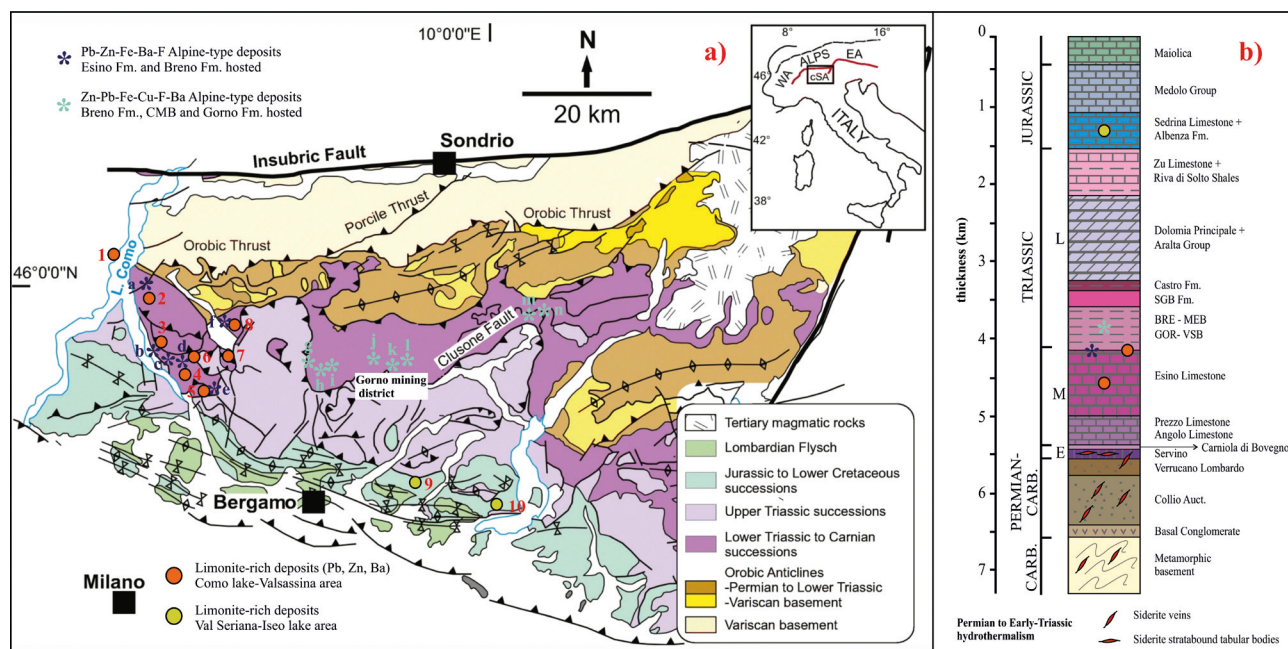 Pb-Zn-Fe-Ba-F Alpine-type deposits
Esino Fm. and Breno Fm. hosted
Zn-Pb-Fe-Cu-F-Ba Alpine-type deposits
Breno Fm., CMB and Gorno Fm. hosted
10°0'0"E
N
20 km
a)
8°
16°
ALPS
EA
WA
cSA
46°
42°
38°
ITALY
Insubric Fault
Sondrio
Porcile Thrust
Orobic Thrust
Orobic Thrust
46°0'0"N
L. Como
Clusone Fault
1
a
2
3
b
c
d
4
5
e
6
7
f
8
g
h
i
j
k
l
m
n
Gorno mining
district
9
10
Bergamo
Milano
Limonite-rich deposits (Pb, Zn, Ba)
Como lake-Valsassina area
Limonite-rich deposits
Val Seriana-Iseo lake area
Tertiary magmatic rocks
Lombardian Flysch
Jurassic to Lower Cretaceous
successions
Upper Triassic successions
Lower Triassic to Carnian
successions
Orobic Anticlines
-Permian to Lower Triassic
-Variscan basement
Variscan basement
b)
thickness (km)
0
1
2
3
4
5
6
7
JURASSIC
TRIASSIC
L
M
E
PERMIAN-
CARB.
CARB.
Maiolica
Medolo Group
Sedrina Limestone +
Albenza Fm.
Zu Limestone +
Riva di Solto Shales
Dolomia Principale +
Aralta Group
Castro Fm.
SGB Fm.
BRE - MEB
GOR- VSB
Esino Limestone
Prezzo Limestone
Angolo Limestone
Carniola di Bovegno
Servino
Verrucano Lombardo
Collio Auct.
Basal Conglomerate
Metamorphic
basement
Permian to Early-Triassic
hydrothermalism
Siderite veins
Siderite stratabound tabular bodies